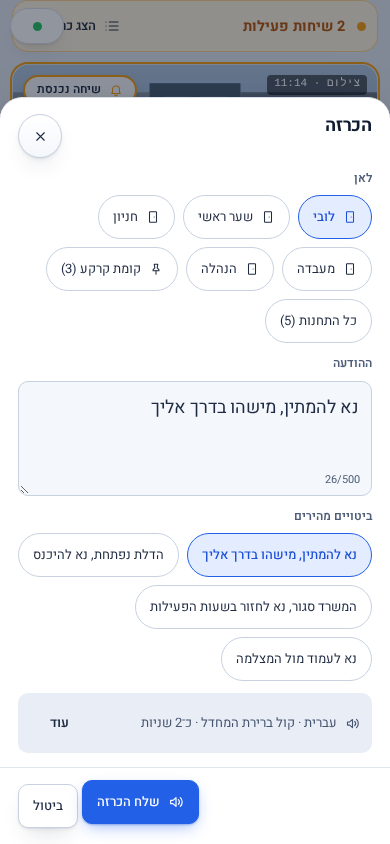 2 שיחות פעילות
הצג כ
צילום · 11:14
שיחה נכנסת
הכרזה
לאן
לובי
שער ראשי
חניון
מעבדה
הנהלה
קומת קרקע (3)
כל התחנות (5)
ההודעה
נא להמתין, מישהו בדרך אליך
26/500
ביטויים מהירים
נא להמתין, מישהו בדרך אליך
הדלת נפתחת, נא להיכנס
המשרד סגור, נא לחזור בשעות הפעילות
נא לעמוד מול המצלמה
עברית · קול ברירת המחדל · כ־2 שניות
עוד
שלח הכרזה
ביטול